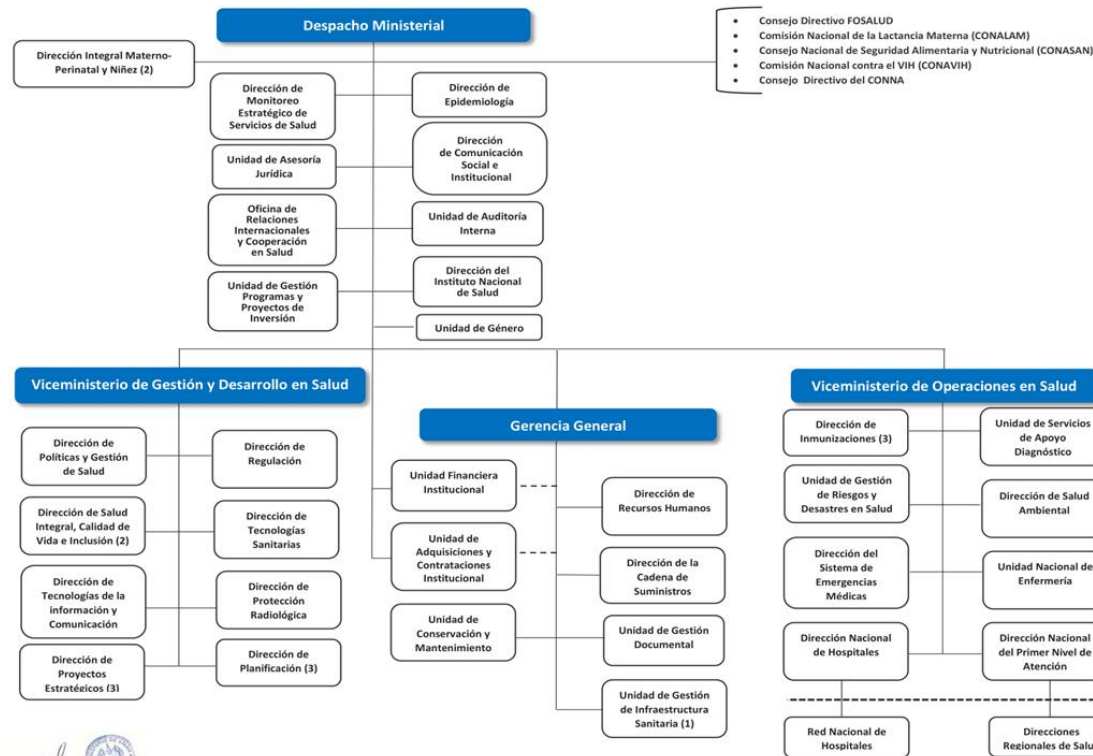 Despacho Ministerial
Dirección Integral Materno-
Perinatal y Niñez (2)
• Consejo Directivo FOSALUD
• Comisión Nacional de la Lactancia Materna (CONALAM)
• Consejo Nacional de Seguridad Alimentaria y Nutricional (CONASAN)
• Comisión Nacional contra el VIH (CONAVIH)
• Consejo Directivo del CONNA
Dirección de
Monitoreo
Estratégico de
Servicios de Salud
Dirección de
Epidemiología
Unidad de Asesoría
Jurídica
Dirección
de Comunicación
Social e
Institucional
Oficina de
Relaciones
Internacionales
y Cooperación
en Salud
Unidad de Auditoría
Interna
Unidad de Gestión
Programas y
Proyectos de
Inversión
Dirección del
Instituto Nacional
de Salud
Unidad de Género
Viceministerio de Gestión y Desarrollo en Salud
Dirección de
Políticas y Gestión
de Salud
Dirección de
Regulación
Dirección de Salud
Integral, Calidad de
Vida e Inclusión (2)
Dirección de
Tecnologías
Sanitarias
Dirección de
Tecnologías de la
información y
Comunicación
Dirección de
Protección
Radiológica
Dirección de
Proyectos
Estratégicos (3)
Dirección de
Planificación (3)
Gerencia General
Unidad Financiera
Institucional
Dirección de
Recursos Humanos
Unidad de
Adquisiciones y
Contrataciones
Institucional
Dirección de la
Cadena de
Suministros
Unidad de
Conservación y
Mantenimiento
Unidad de Gestión
Documental
Unidad de Gestión
de Infraestructura
Sanitaria (1)
Viceministerio de Operaciones en Salud
Dirección de
Inmunizaciones (3)
Unidad de Servicios
de Apoyo
Diagnóstico
Unidad de Gestión
de Riesgos y
Desastres en Salud
Dirección de Salud
Ambiental
Dirección del
Sistema de
Emergencias
Médicas
Unidad Nacional de
Enfermería
Dirección Nacional
de Hospitales
Dirección Nacional
del Primer Nivel de
Atención
Red Nacional de
Hospitales
Direcciones
Regionales de Salu